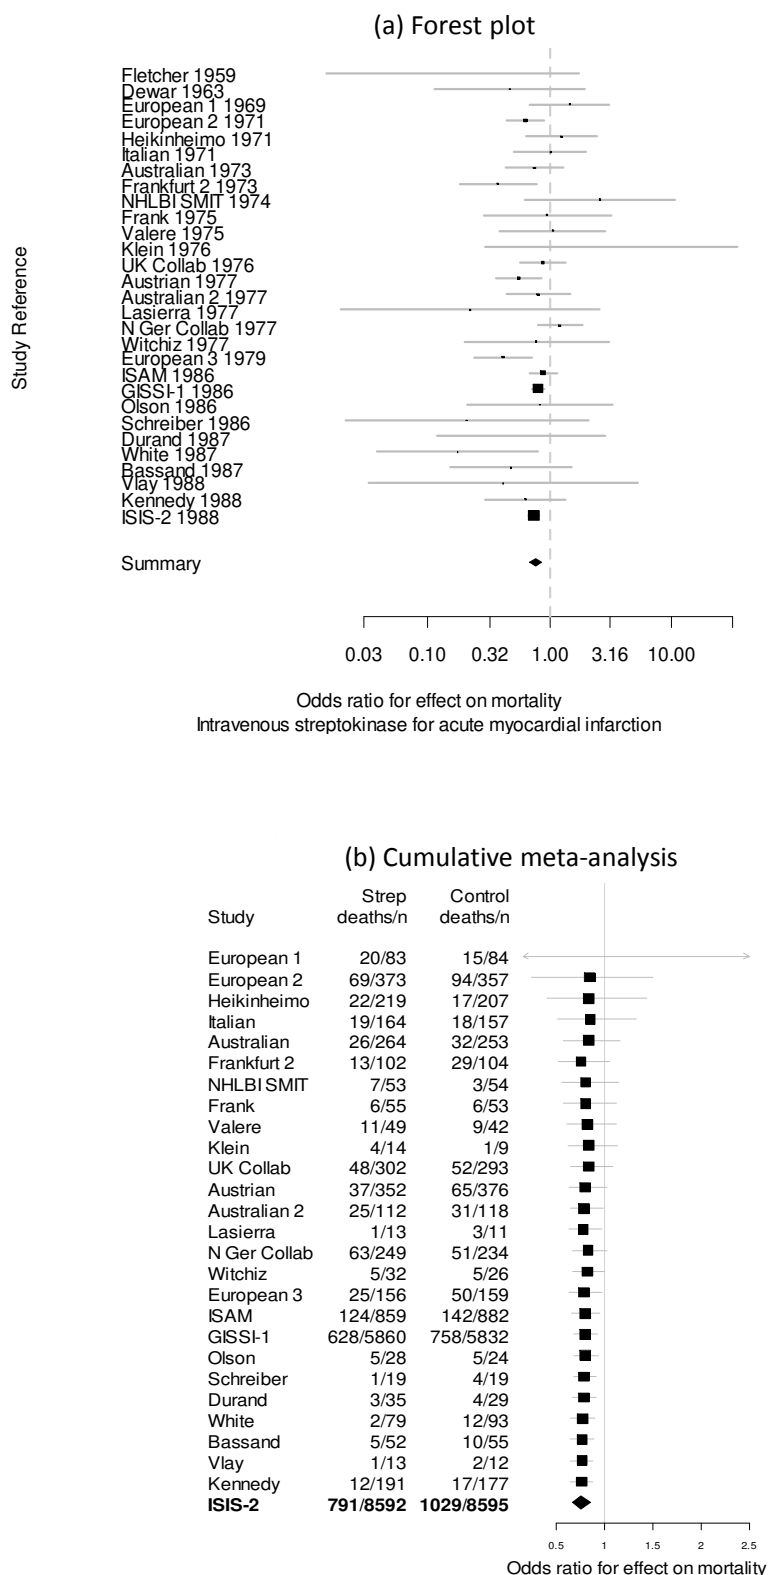 (a) Forest plot
Study Reference
Fletcher 1959
Dewar 1963
European 1 1969
European 2 1971
Heikinheimo 1971
Italian 1971
Australian 1973
Frankfurt 2 1973
NHLBI SMIT 1974
Frank 1975
Valere 1975
Klein 1976
UK Collab 1976
Austrian 1977
Australian 2 1977
Lasierra 1977
N Ger Collab 1977
Witchiz 1977
European 3 1979
ISAM 1986
GISSI-1 1986
Olson 1986
Schreiber 1986
Durand 1987
White 1987
Bassand 1987
Vlay 1988
Kennedy 1988
ISIS-2 1988
Summary
0.03 0.10 0.32 1.00 3.16 10.00
Odds ratio for effect on mortality
Intravenous streptokinase for acute myocardial infarction
(b) Cumulative meta-analysis
Strep Control
Study deaths/n deaths/n
European 1 20/83 15/84
European 2 69/373 94/357
Heikinheimo 22/219 17/207
Italian 19/164 18/157
Australian 26/264 32/253
Frankfurt 2 13/102 29/104
NHLBI SMIT 7/53 3/54
Frank 6/55 6/53
Valere 11/49 9/42
Klein 4/14 1/9
UK Collab 48/302 52/293
Austrian 37/352 65/376
Australian 2 25/112 31/118
Lasierra 1/13 3/11
N Ger Collab 63/249 51/234
Witchiz 5/32 5/26
European 3 25/156 50/159
ISAM 124/859 142/882
GISSI-1 628/5860 758/5832
Olson 5/28 5/24
Schreiber 1/19 4/19
Durand 3/35 4/29
White 2/79 12/93
Bassand 5/52 10/55
Vlay 1/13 2/12
Kennedy 12/191 17/177
ISIS-2 791/8592 1029/8595
0.5 1 1.5 2 2.5
Odds ratio for effect on mortality